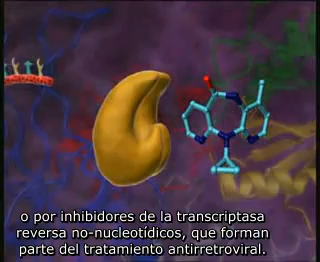 o por inhibidores de la transcriptasa
reversa no-nucleotídicos, que forman
parte del tratamiento antirretroviral.